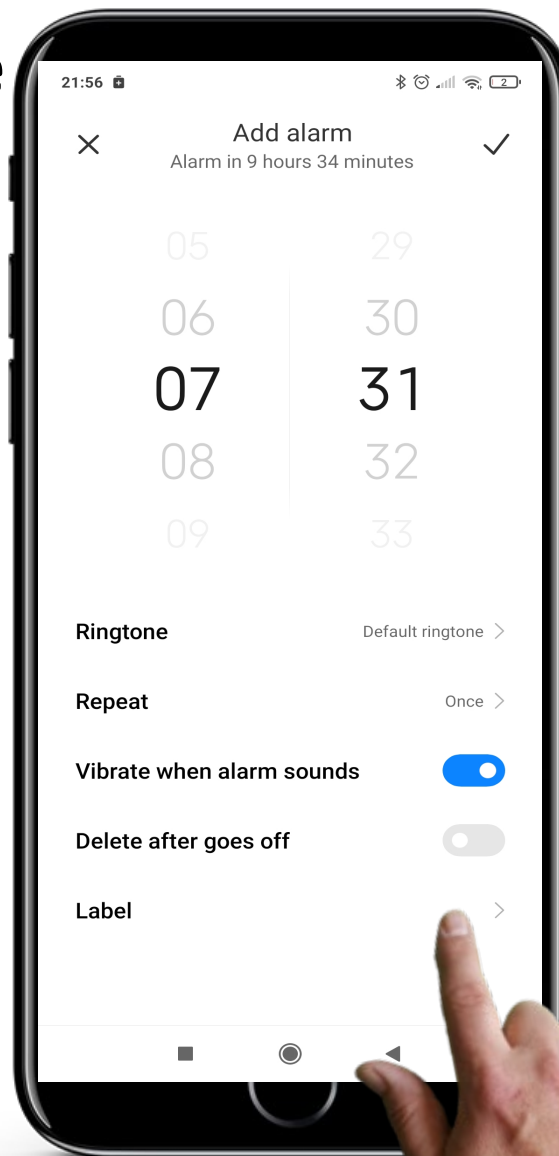 21:56
2
Add alarm
Alarm in 9 hours 34 minutes
05 29
06 30
07 31
08 32
09 33
Ringtone Default ringtone
Repeat Once
Vibrate when alarm sounds
Delete after goes off
Label